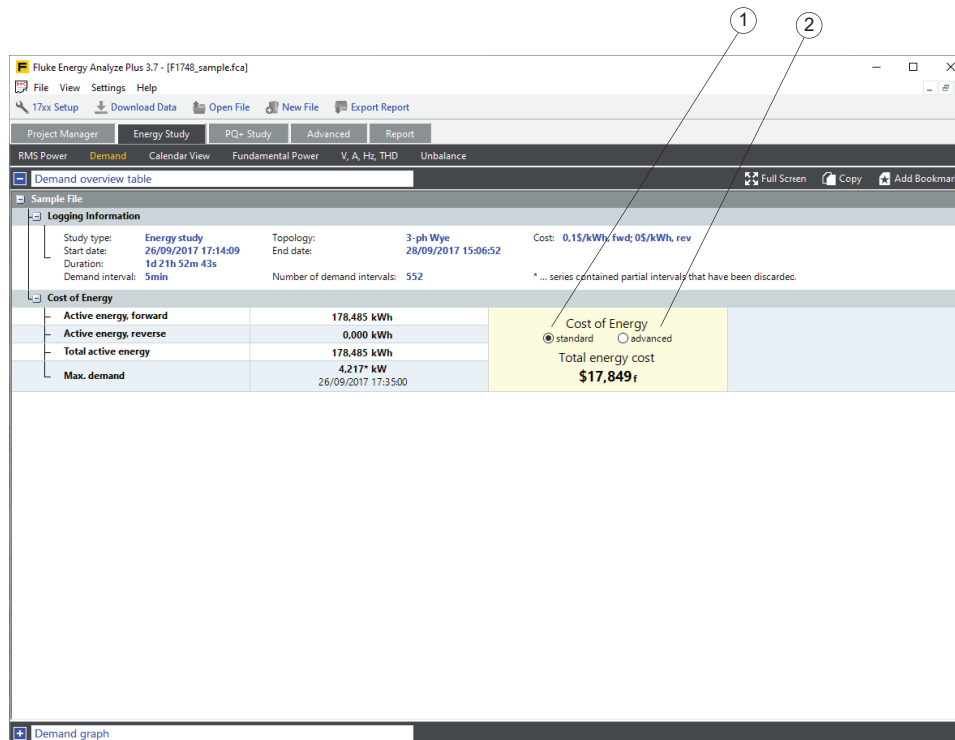 1 2
Fluke Energy Analyze Plus 3.7 - [F1748_sample.fca]
File View Settings Help
17xx Setup Download Data Open File New File Export Report
Project Manager Energy Study PQ+ Study Advanced Report
RMS Power Demand Calendar View Fundamental Power V, A, Hz, THD Unbalance
Demand overview table Full Screen Copy Add Bookmar
Sample File
Logging Information
Study type: Energy study Topology: 3-ph Wye Cost: 0,1$/kWh, fwd; 0$/kWh, rev
Start date: 26/09/2017 17:14:09 End date: 28/09/2017 15:06:52
Duration: 1d 21h 52m 43s
Demand interval: 5min Number of demand intervals: 552 * ... series contained partial intervals that have been discarded.
Cost of Energy
Active energy, forward 178,485 kWh
Active energy, reverse 0,000 kWh
Total active energy 178,485 kWh
Max. demand 4,217* kW
26/09/2017 17:35:00
Cost of Energy
standard advanced
Total energy cost
$17,849 f
Demand graph